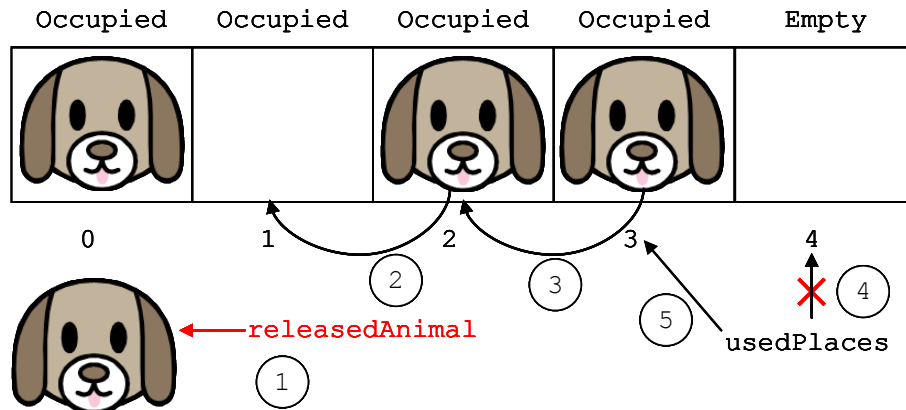 Occupied Occupied Occupied Occupied Empty
0 1 2 3 4
2 3 4
5
releasedAnimal
usedPlaces
1